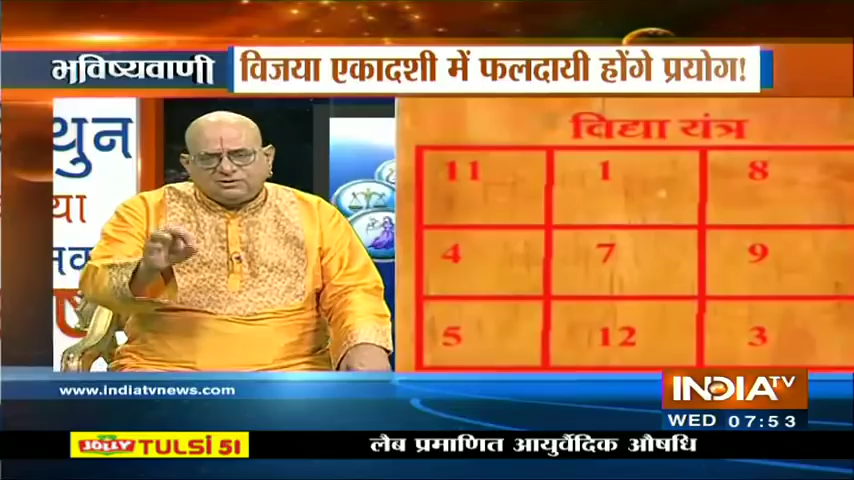 भविष्यवाणी
विजया एकादशी में फलदायी होंगे प्रयोग!
थुन
या
विद्या यंत्र
11 1 8
4 7 9
5 12 3
www.indiatvnews.com
INDIA TV
WED 07:53
JOLLY TULSI 51
लैब प्रमाणित आयुर्वेदिक औषधि